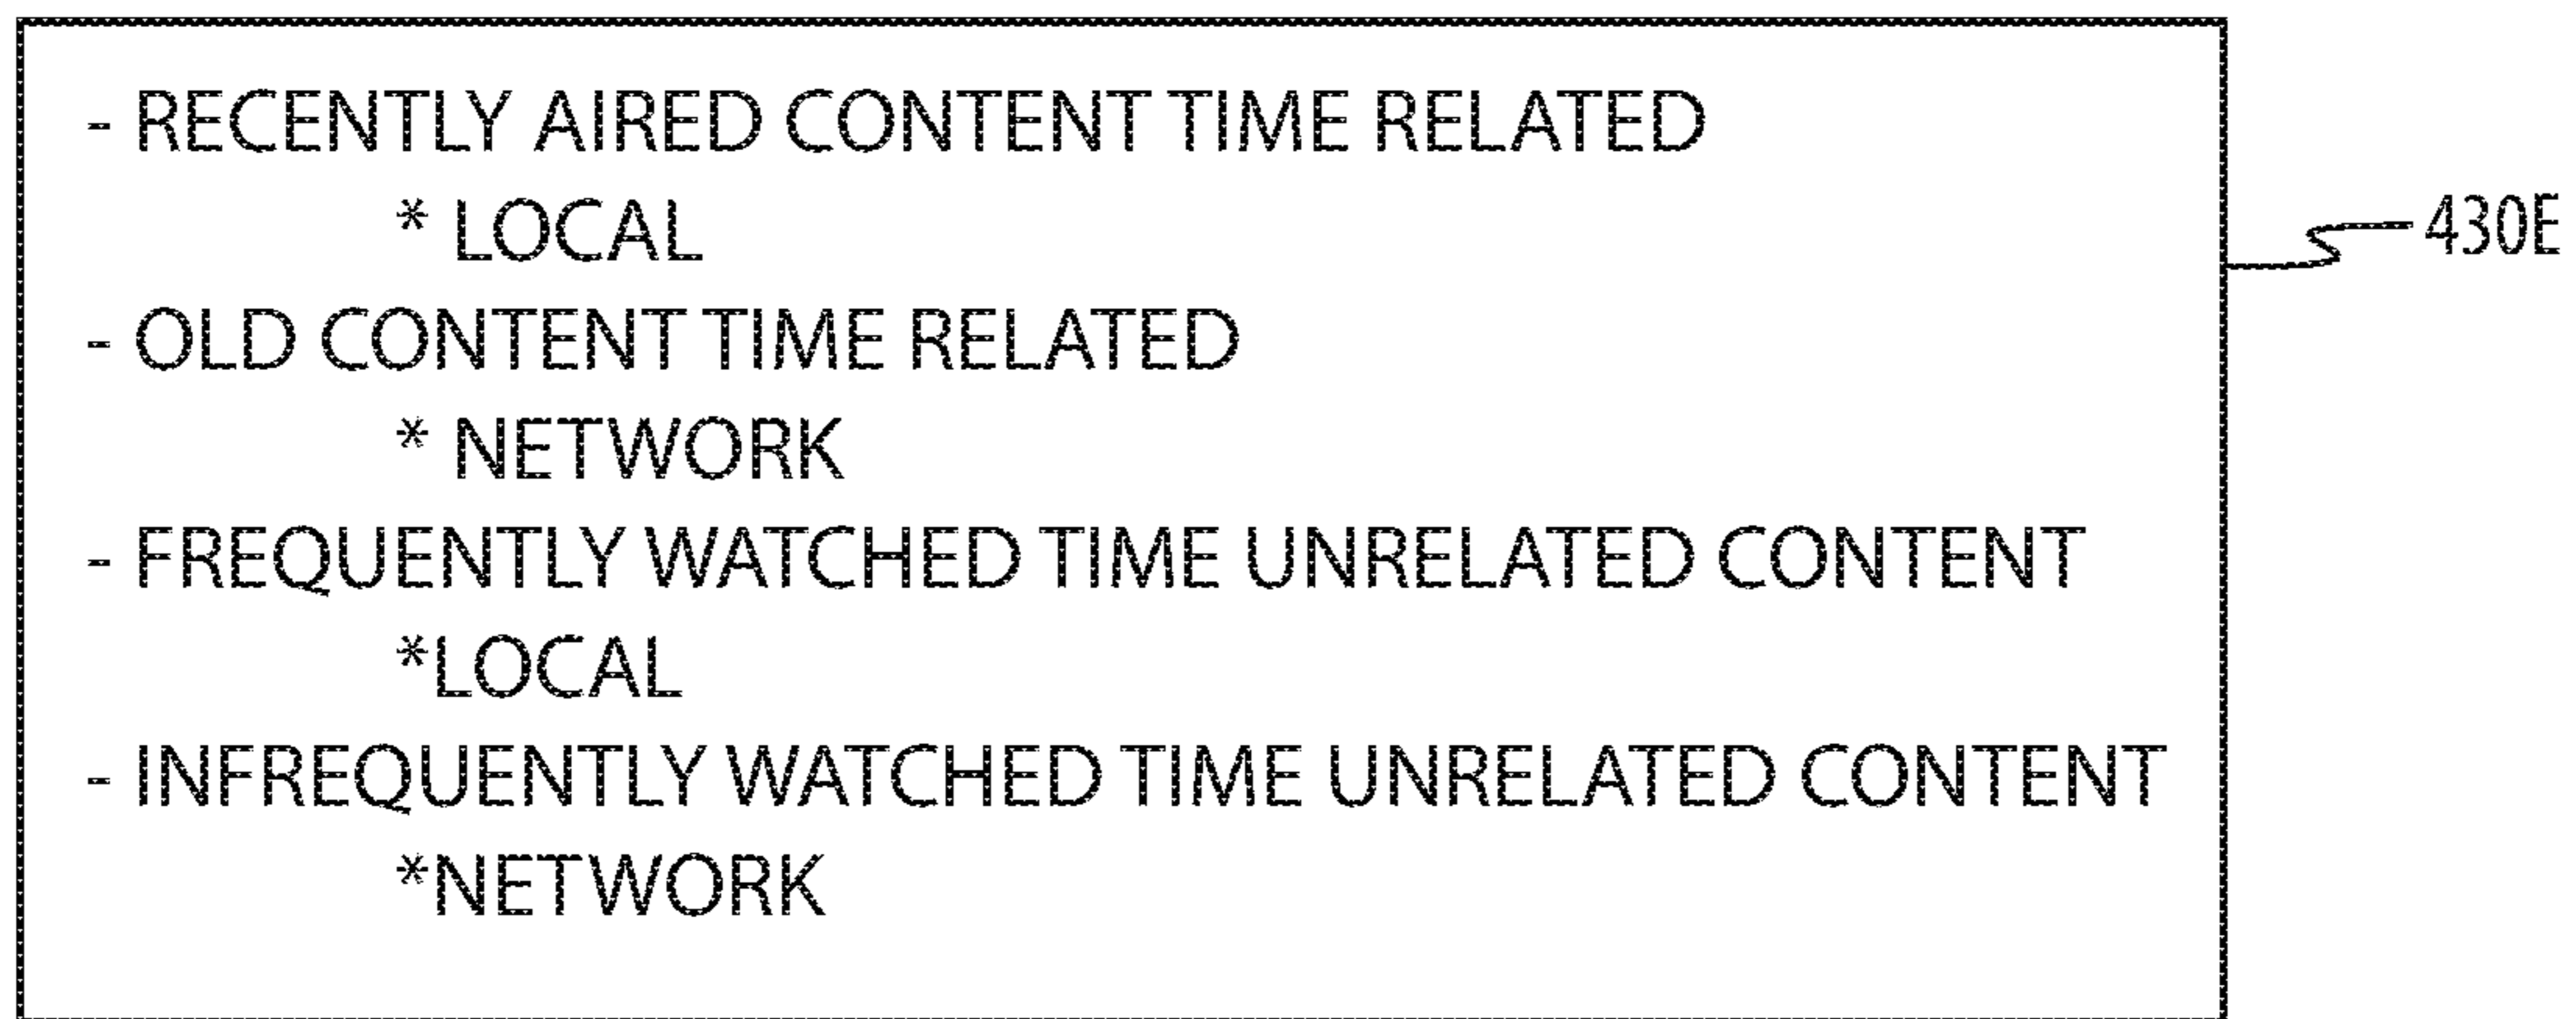 - RECENTLY AIRED CONTENT TIME RELATED
* LOCAL
430E
- OLD CONTENT TIME RELATED
* NETWORK
- FREQUENTLY WATCHED TIME UNRELATED CONTENT
*LOCAL
- INFREQUENTLY WATCHED TIME UNRELATED CONTENT
*NETWORK